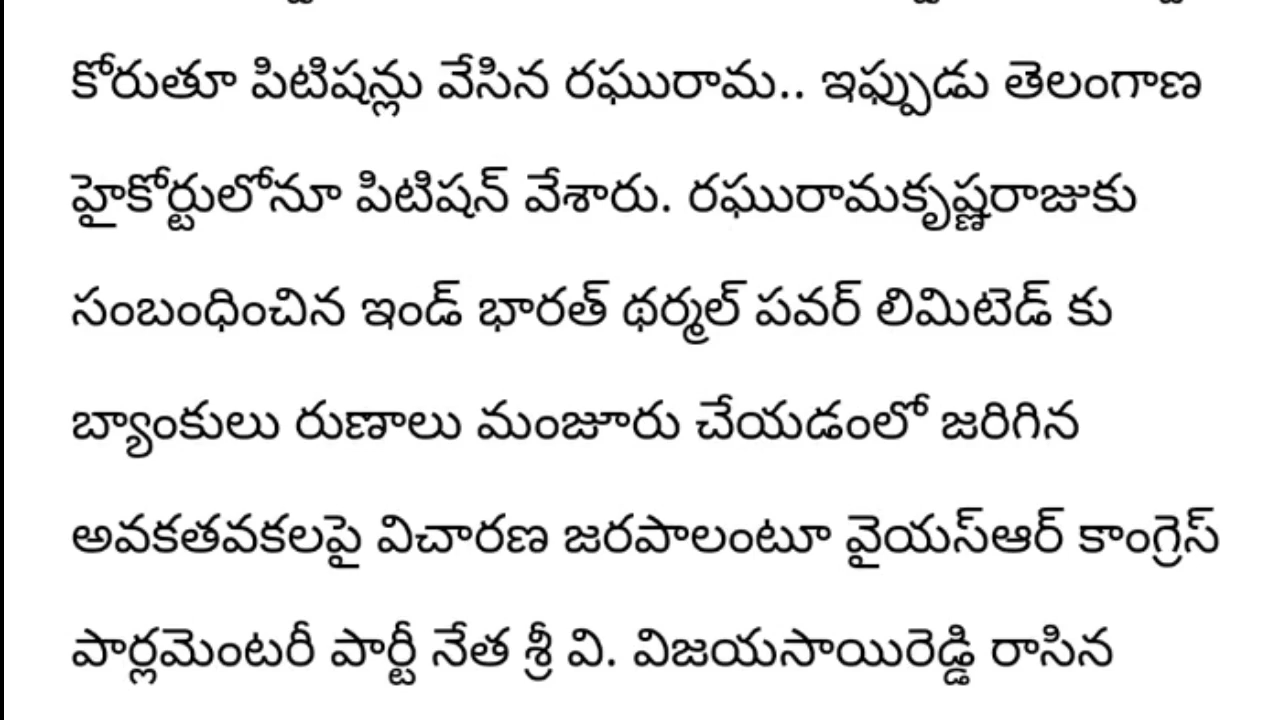 కోరుతూ పిటిషన్లు వేసిన రఘురామ.. ఇప్పుడు తెలంగాణ
హైకోర్టులోనూ పిటిషన్ వేశారు. రఘురామకృష్ణరాజుకు
సంబంధించిన ఇండ్ భారత్ థర్మల్ పవర్ లిమిటెడ్ కు
బ్యాంకులు రుణాలు మంజూరు చేయడంలో జరిగిన
అవకతవకలపై విచారణ జరపాలంటూ వైయస్ఆర్ కాంగ్రెస్
పార్లమెంటరీ పార్టీ నేత శ్రీ వి. విజయసాయిరెడ్డి రాసిన